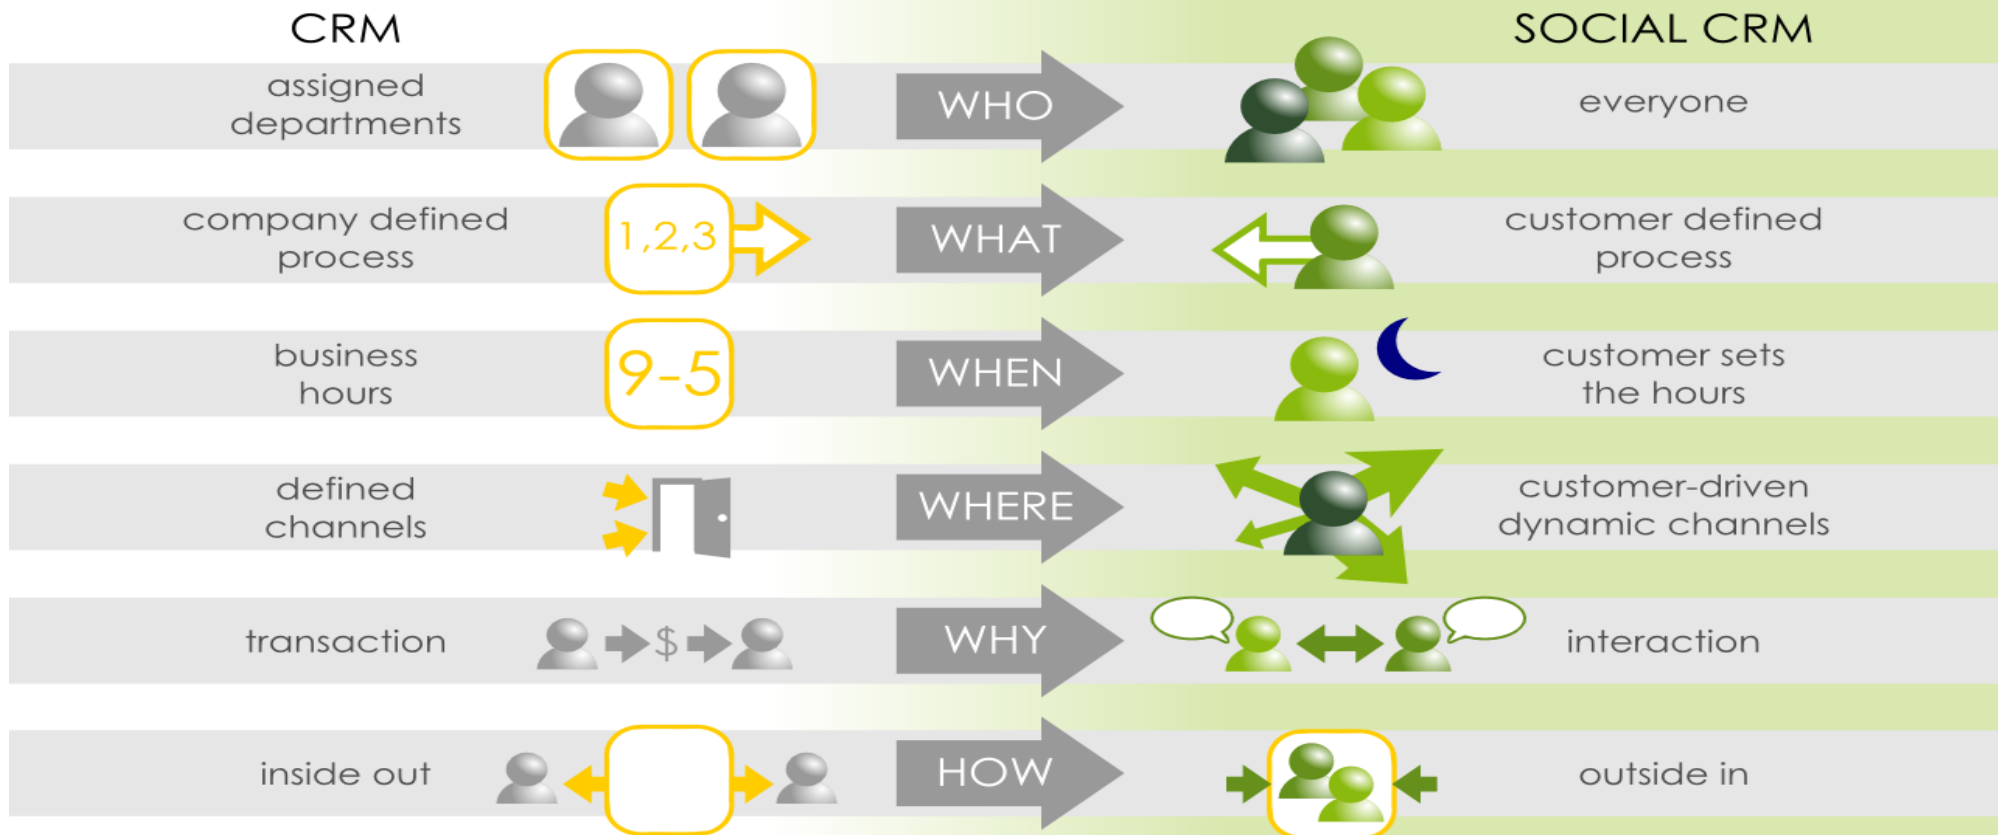 CRM
SOCIAL CRM
assigned
departments
WHO
everyone
company defined
process
1,2,3
WHAT
customer defined
process
business
hours
9-5
WHEN
customer sets
the hours
defined
channels
WHERE
customer-driven
dynamic channels
transaction
$
WHY
interaction
inside out
HOW
outside in